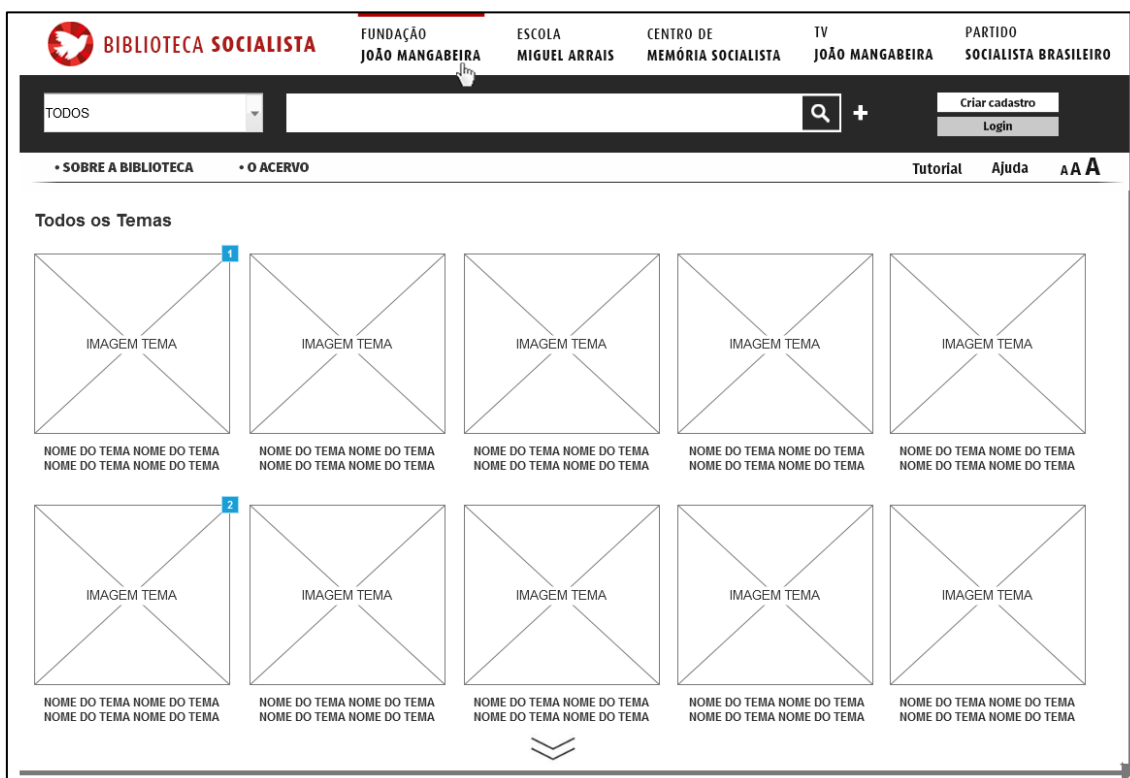 BIBLIOTECA SOCIALISTA
FUNDAÇÃO
JOÃO MANGABEIRA
ESCOLA
MIGUEL ARRAIS
CENTRO DE
MEMÓRIA SOCIALISTA
TV
JOÃO MANGABEIRA
PARTIDO
SOCIALISTA BRASILEIRO
TODOS
+
Criar cadastro
Login
• SOBRE A BIBLIOTECA
• O ACERVO
Tutorial
Ajuda
A A A
Todos os Temas
1
IMAGEM TEMA
IMAGEM TEMA
IMAGEM TEMA
IMAGEM TEMA
IMAGEM TEMA
NOME DO TEMA NOME DO TEMA
NOME DO TEMA NOME DO TEMA
NOME DO TEMA NOME DO TEMA
NOME DO TEMA NOME DO TEMA
NOME DO TEMA NOME DO TEMA
NOME DO TEMA NOME DO TEMA
NOME DO TEMA NOME DO TEMA
NOME DO TEMA NOME DO TEMA
NOME DO TEMA NOME DO TEMA
NOME DO TEMA NOME DO TEMA
2
IMAGEM TEMA
IMAGEM TEMA
IMAGEM TEMA
IMAGEM TEMA
IMAGEM TEMA
NOME DO TEMA NOME DO TEMA
NOME DO TEMA NOME DO TEMA
NOME DO TEMA NOME DO TEMA
NOME DO TEMA NOME DO TEMA
NOME DO TEMA NOME DO TEMA
NOME DO TEMA NOME DO TEMA
NOME DO TEMA NOME DO TEMA
NOME DO TEMA NOME DO TEMA
NOME DO TEMA NOME DO TEMA
NOME DO TEMA NOME DO TEMA